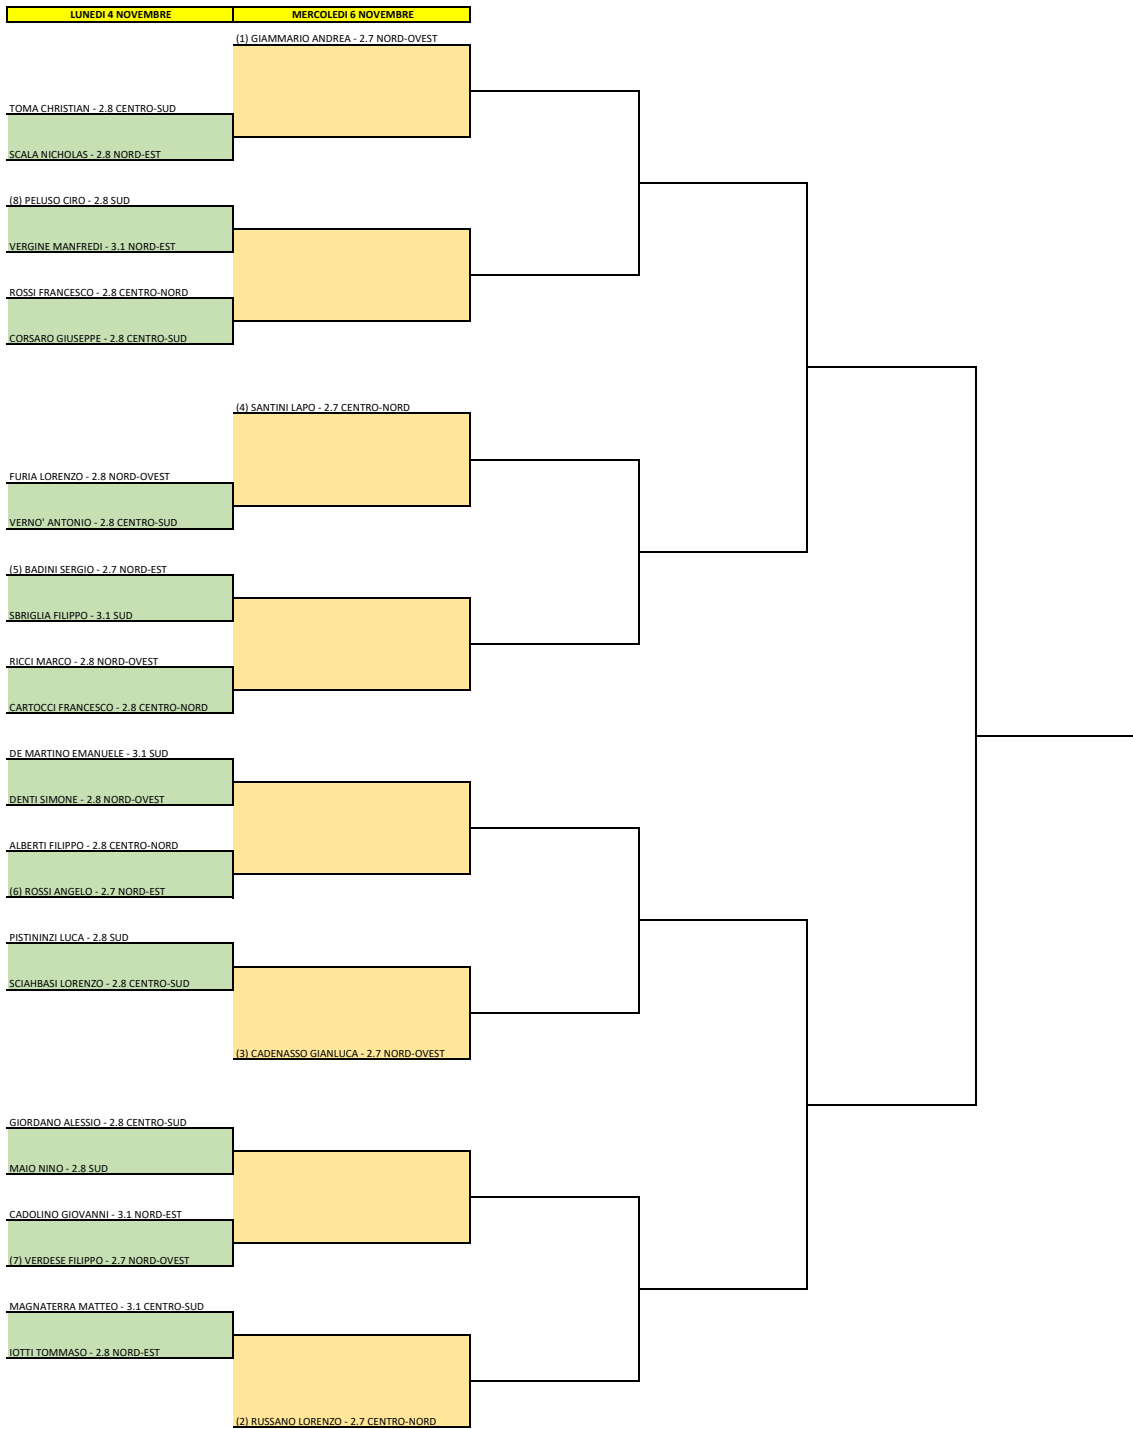 LUNEDI 4 NOVEMBRE
MERCOLEDI 6 NOVEMBRE
(1) GIAMMARIO ANDREA - 2.7 NORD-OVEST
TOMA CHRISTIAN - 2.8 CENTRO-SUD
SCALA NICHOLAS - 2.8 NORD-EST
(8) PELUSO CIRO - 2.8 SUD
VERGINE MANFREDI - 3.1 NORD-EST
ROSSI FRANCESCO - 2.8 CENTRO-NORD
CORSARO GIUSEPPE - 2.8 CENTRO-SUD
(4) SANTINI LAPO - 2.7 CENTRO-NORD
FURIA LORENZO - 2.8 NORD-OVEST
VERNO' ANTONIO - 2.8 CENTRO-SUD
(5) BADINI SERGIO - 2.7 NORD-EST
SBRIGLIA FILIPPO - 3.1 SUD
RICCI MARCO - 2.8 NORD-OVEST
CARTOCCI FRANCESCO - 2.8 CENTRO-NORD
DE MARTINO EMANUELE - 3.1 SUD
DENTI SIMONE - 2.8 NORD-OVEST
ALBERTI FILIPPO - 2.8 CENTRO-NORD
(6) ROSSI ANGELO - 2.7 NORD-EST
PISTININZI LUCA - 2.8 SUD
SCIAHBASI LORENZO - 2.8 CENTRO-SUD
(3) CADENASSO GIANLUCA - 2.7 NORD-OVEST
GIORDANO ALESSIO - 2.8 CENTRO-SUD
MAIO NINO - 2.8 SUD
CADOLINO GIOVANNI - 3.1 NORD-EST
(7) VERDESE FILIPPO - 2.7 NORD-OVEST
MAGNATERRA MATTEO - 3.1 CENTRO-SUD
IOTTI TOMMASO - 2.8 NORD-EST
(2) RUSSANO LORENZO - 2.7 CENTRO-NORD